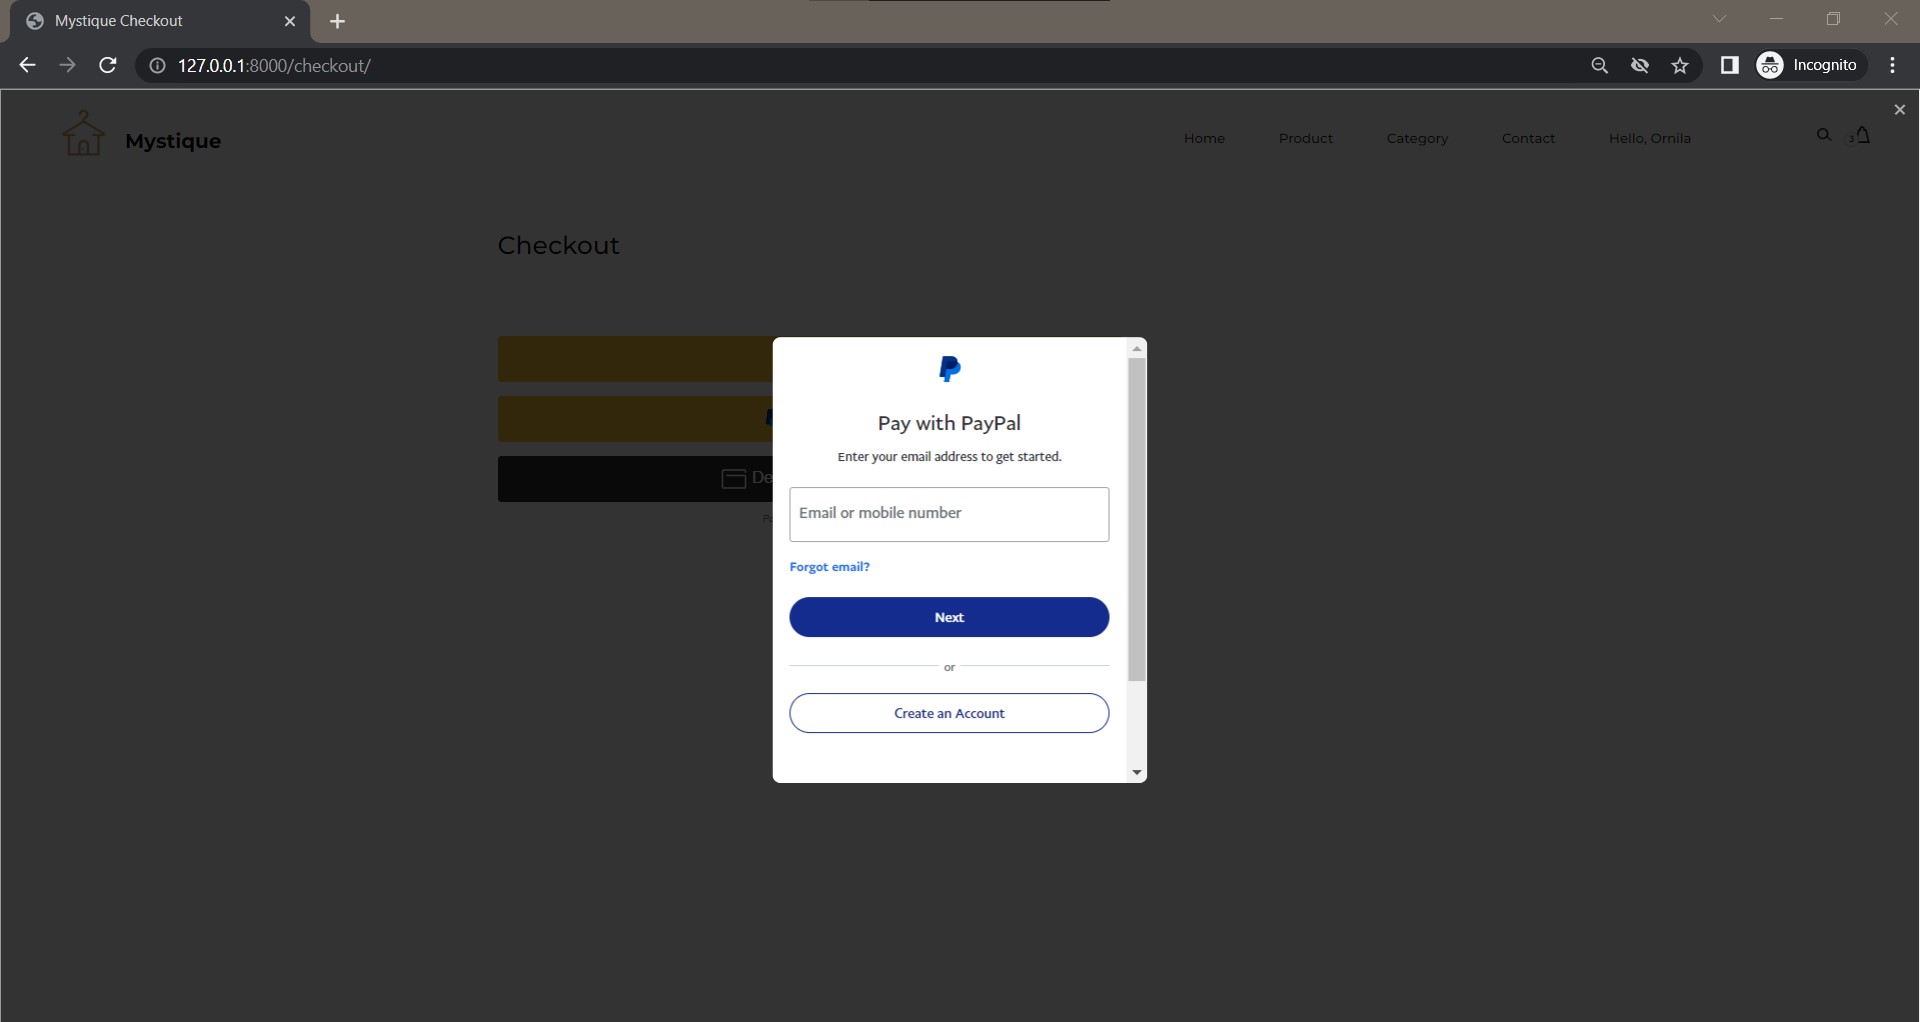 Mystique Checkout
127.0.0.1:8000/checkout/
Incognito
Mystique
Home
Product
Category
Contact
Hello, Ornila
3
Checkout
Pay with PayPal
Enter your email address to get started.
Email or mobile number
Forgot email?
Next
or
Create an Account